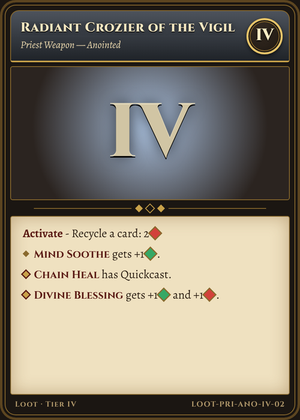 Radiant Crozier of the Vigil
IV
Priest Weapon — Anointed
IV
Activate - Recycle a card: 2
Mind Soothe gets +1.
Chain Heal has Quickcast.
Divine Blessing gets +1 and +1.
Loot · Tier IV
LOOT-PRI-ANO-IV-02